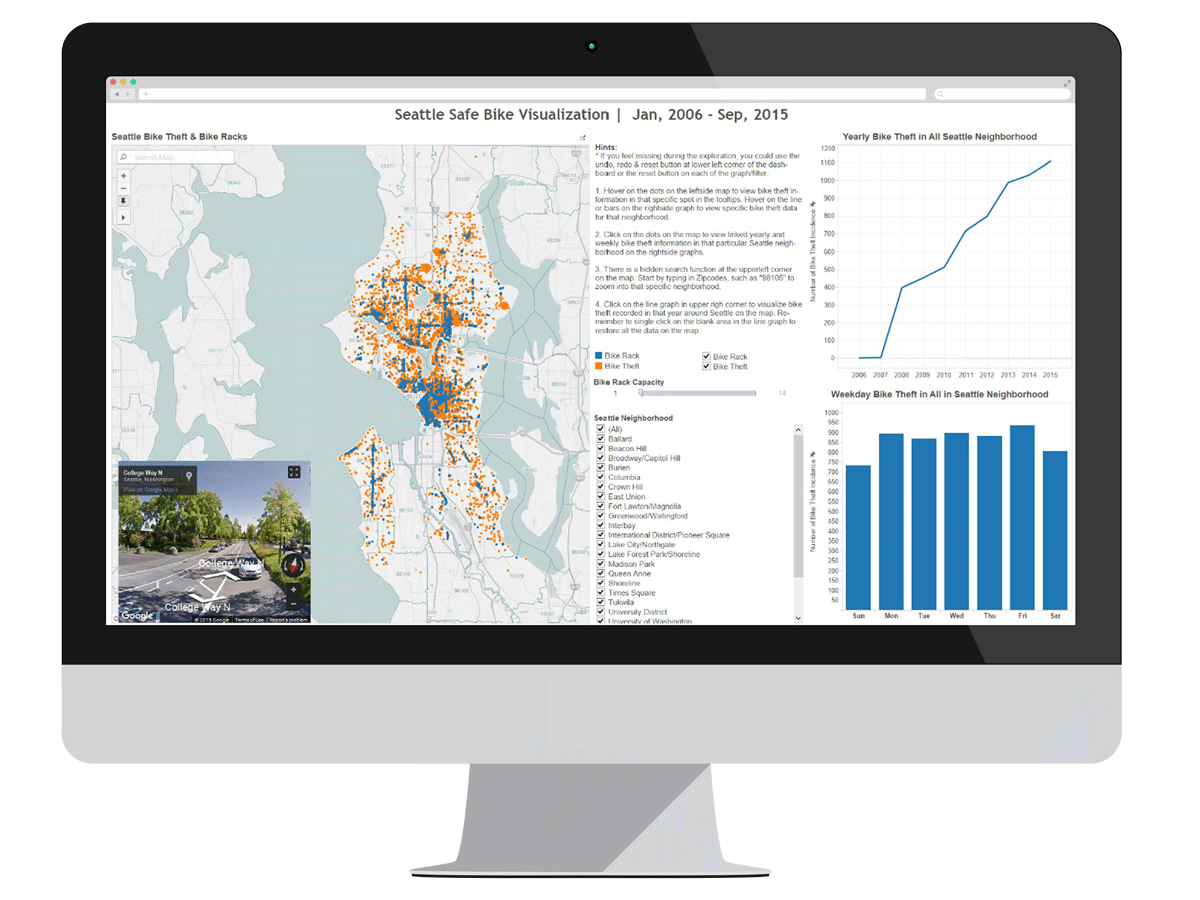 Seattle Safe Bike Visualization | Jan, 2006 - Sep, 2015
Seattle Bike Theft & Bike Racks
Search Map
98177
98155
98342
98392
98110
98116
98134
98146
98178
College Way N
Seattle, Washington
View on Google Maps
College Way N
College Way N
Google
© 2015 Google
Terms of Use
Report a problem
Hints:
* If you feel missing during the exploration, you could use the
undo, redo & reset button at lower left corner of the dash-
board or the reset button on each of the graph/filter.
1. Hover on the dots on the leftside map to view bike theft in-
formation in that specific spot in the tooltips. Hover on the line
or bars on the rightside graph to view specific bike theft data
for that neighborhood.
2. Click on the dots on the map to view linked yearly and
weekly bike theft information in that particular Seattle neigh-
borhood on the rightside graphs.
3. There is a hidden search function at the upperleft corner
on the map. Start by typing in Zipcodes, such as "98105" to
zoom into that specific neighborhood.
4. Click on the line graph in upper righ corner to visualize bike
theft recorded in that year around Seattle on the map. Re-
member to single click on the blank area in the line graph to
restore all the data on the map.
Bike Rack
Bike Theft
Bike Rack
Bike Theft
Bike Rack Capacity
1
14
Seattle Neighborhood
(All)
Ballard
Beacon Hill
Broadway/Capitol Hill
Burien
Columbia
Crown Hill
East Union
Fort Lawton/Magnolia
Greenwood/Wallingford
Interbay
International District/Pioneer Square
Lake City/Northgate
Lake Forest Park/Shoreline
Madison Park
Queen Anne
Shoreline
Times Square
Tukwila
University District
University of Washington
Yearly Bike Theft in All Seattle Neighborhood
Number of Bike Theft Incidence
1200
1100
1000
900
800
700
600
500
400
300
200
100
0
2006 2007 2008 2009 2010 2011 2012 2013 2014 2015
Weekday Bike Theft in All in Seattle Neighborhood
Number of Bike Theft Incidence
1000
950
900
850
800
750
700
650
600
550
500
450
400
350
300
250
200
150
100
50
Sun Mon Tue Wed Thu Fri Sat